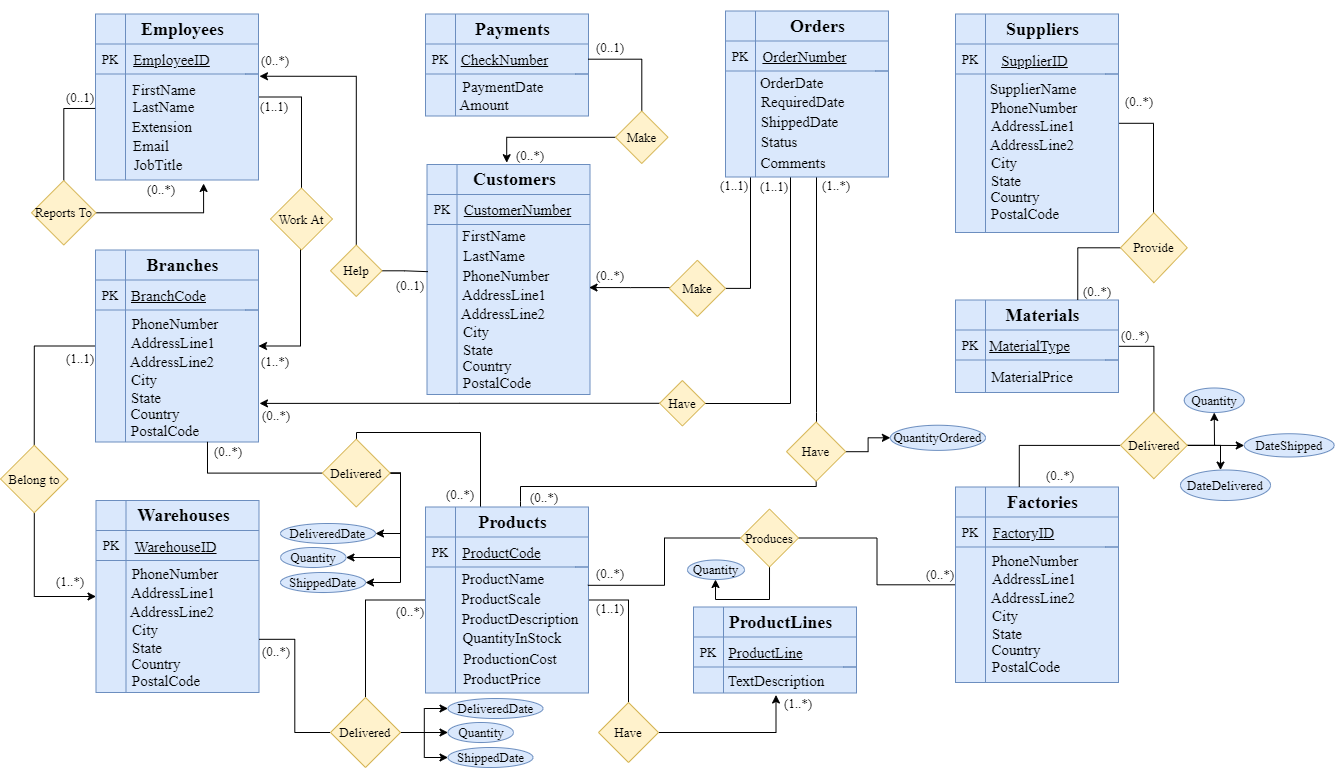 Employees
PK EmployeeID
FirstName
LastName
Extension
Email
JobTitle
(0..*)
(0..1)
(1..1)
(0..*)
Reports To
Work At
Payments
PK CheckNumber
PaymentDate
Amount
(0..1)
Make
(0..*)
Customers
PK CustomerNumber
FirstName
LastName
PhoneNumber
AddressLine1
AddressLine2
City
State
Country
PostalCode
Help
(0..1)
(0..*)
Make
Orders
PK OrderNumber
OrderDate
RequiredDate
ShippedDate
Status
Comments
(1..1)
(1..1)
(1..*)
Suppliers
PK SupplierID
SupplierName
PhoneNumber
AddressLine1
AddressLine2
City
State
Country
PostalCode
(0..*)
Provide
(0..*)
Materials
PK MaterialType
MaterialPrice
(0..*)
Delivered
Quantity
DateShipped
DateDelivered
(0..*)
Branches
PK BranchCode
PhoneNumber
AddressLine1
AddressLine2
City
State
Country
PostalCode
(1..1)
(1..*)
(0..*)
(0..*)
Have
Have
QuantityOrdered
Belong to
Delivered
DeliveredDate
Quantity
ShippedDate
(0..*)
(0..*)
Warehouses
PK WarehouseID
PhoneNumber
AddressLine1
AddressLine2
City
State
Country
PostalCode
(1..*)
(0..*)
Products
PK ProductCode
ProductName
ProductScale
ProductDescription
QuantityInStock
ProductionCost
ProductPrice
(0..*)
(0..*)
(1..1)
Produces
Quantity
(0..*)
Factories
PK FactoryID
PhoneNumber
AddressLine1
AddressLine2
City
State
Country
PostalCode
ProductLines
PK ProductLine
TextDescription
(1..*)
Have
Delivered
DeliveredDate
Quantity
ShippedDate